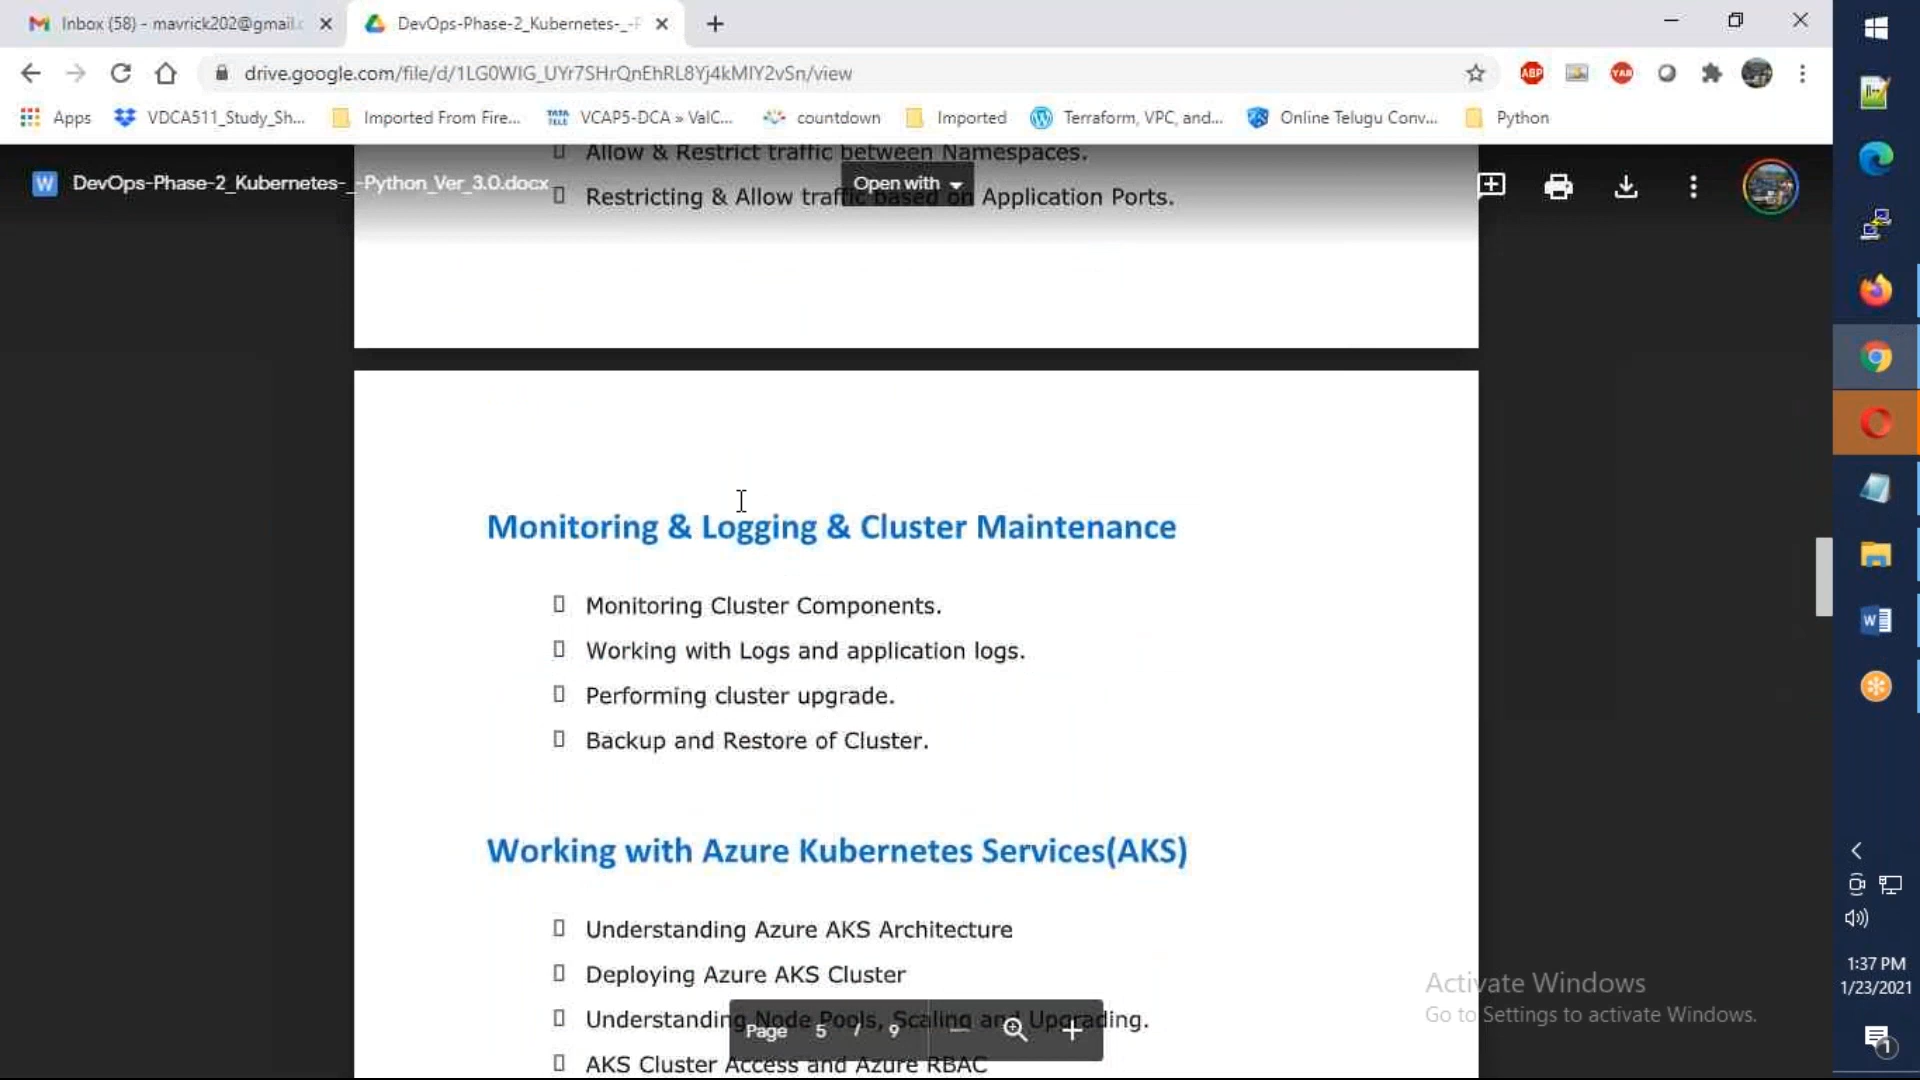 Inbox (58) - mavrick202@gmail.c
DevOps-Phase-2_Kubernetes-_-P
drive.google.com/file/d/1LG0WIG_UYr7SHrQnEhRL8Yj4kMIY2vSn/view
ABP
YAB
Apps
VDCA511_Study_Sh...
Imported From Fire...
TATA TELE
VCAP5-DCA » ValC...
countdown
Imported
Terraform, VPC, and...
Online Telugu Conv...
Python
Allow & Restrict traffic between Namespaces.
W DevOps-Phase-2_Kubernetes-_-Python_Ver_3.0.docx
Open with
Restricting & Allow traffic based on Application Ports.
Monitoring & Logging & Cluster Maintenance
Monitoring Cluster Components.
Working with Logs and application logs.
Performing cluster upgrade.
Backup and Restore of Cluster.
Working with Azure Kubernetes Services(AKS)
Understanding Azure AKS Architecture
Deploying Azure AKS Cluster
Understanding Node Pools, Scaling and Upgrading.
Page 5 / 9
AKS Cluster Access and Azure RBAC
Activate Windows
Go to Settings to activate Windows.
W
1:37 PM
1/23/2021
1